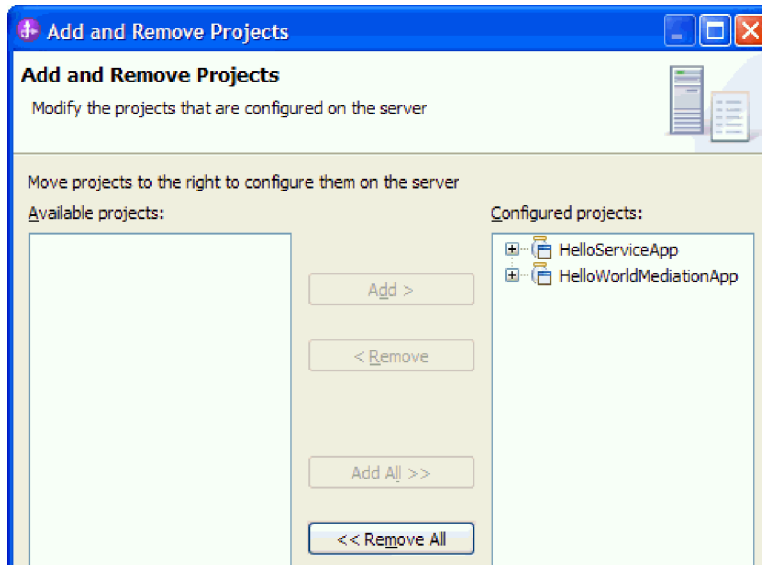 Add and Remove Projects
Add and Remove Projects
Modify the projects that are configured on the server
Move projects to the right to configure them on the server
Available projects:
Configured projects:
HelloServiceApp
HelloWorldMediationApp
Add >
< Remove
Add All >>
<< Remove All